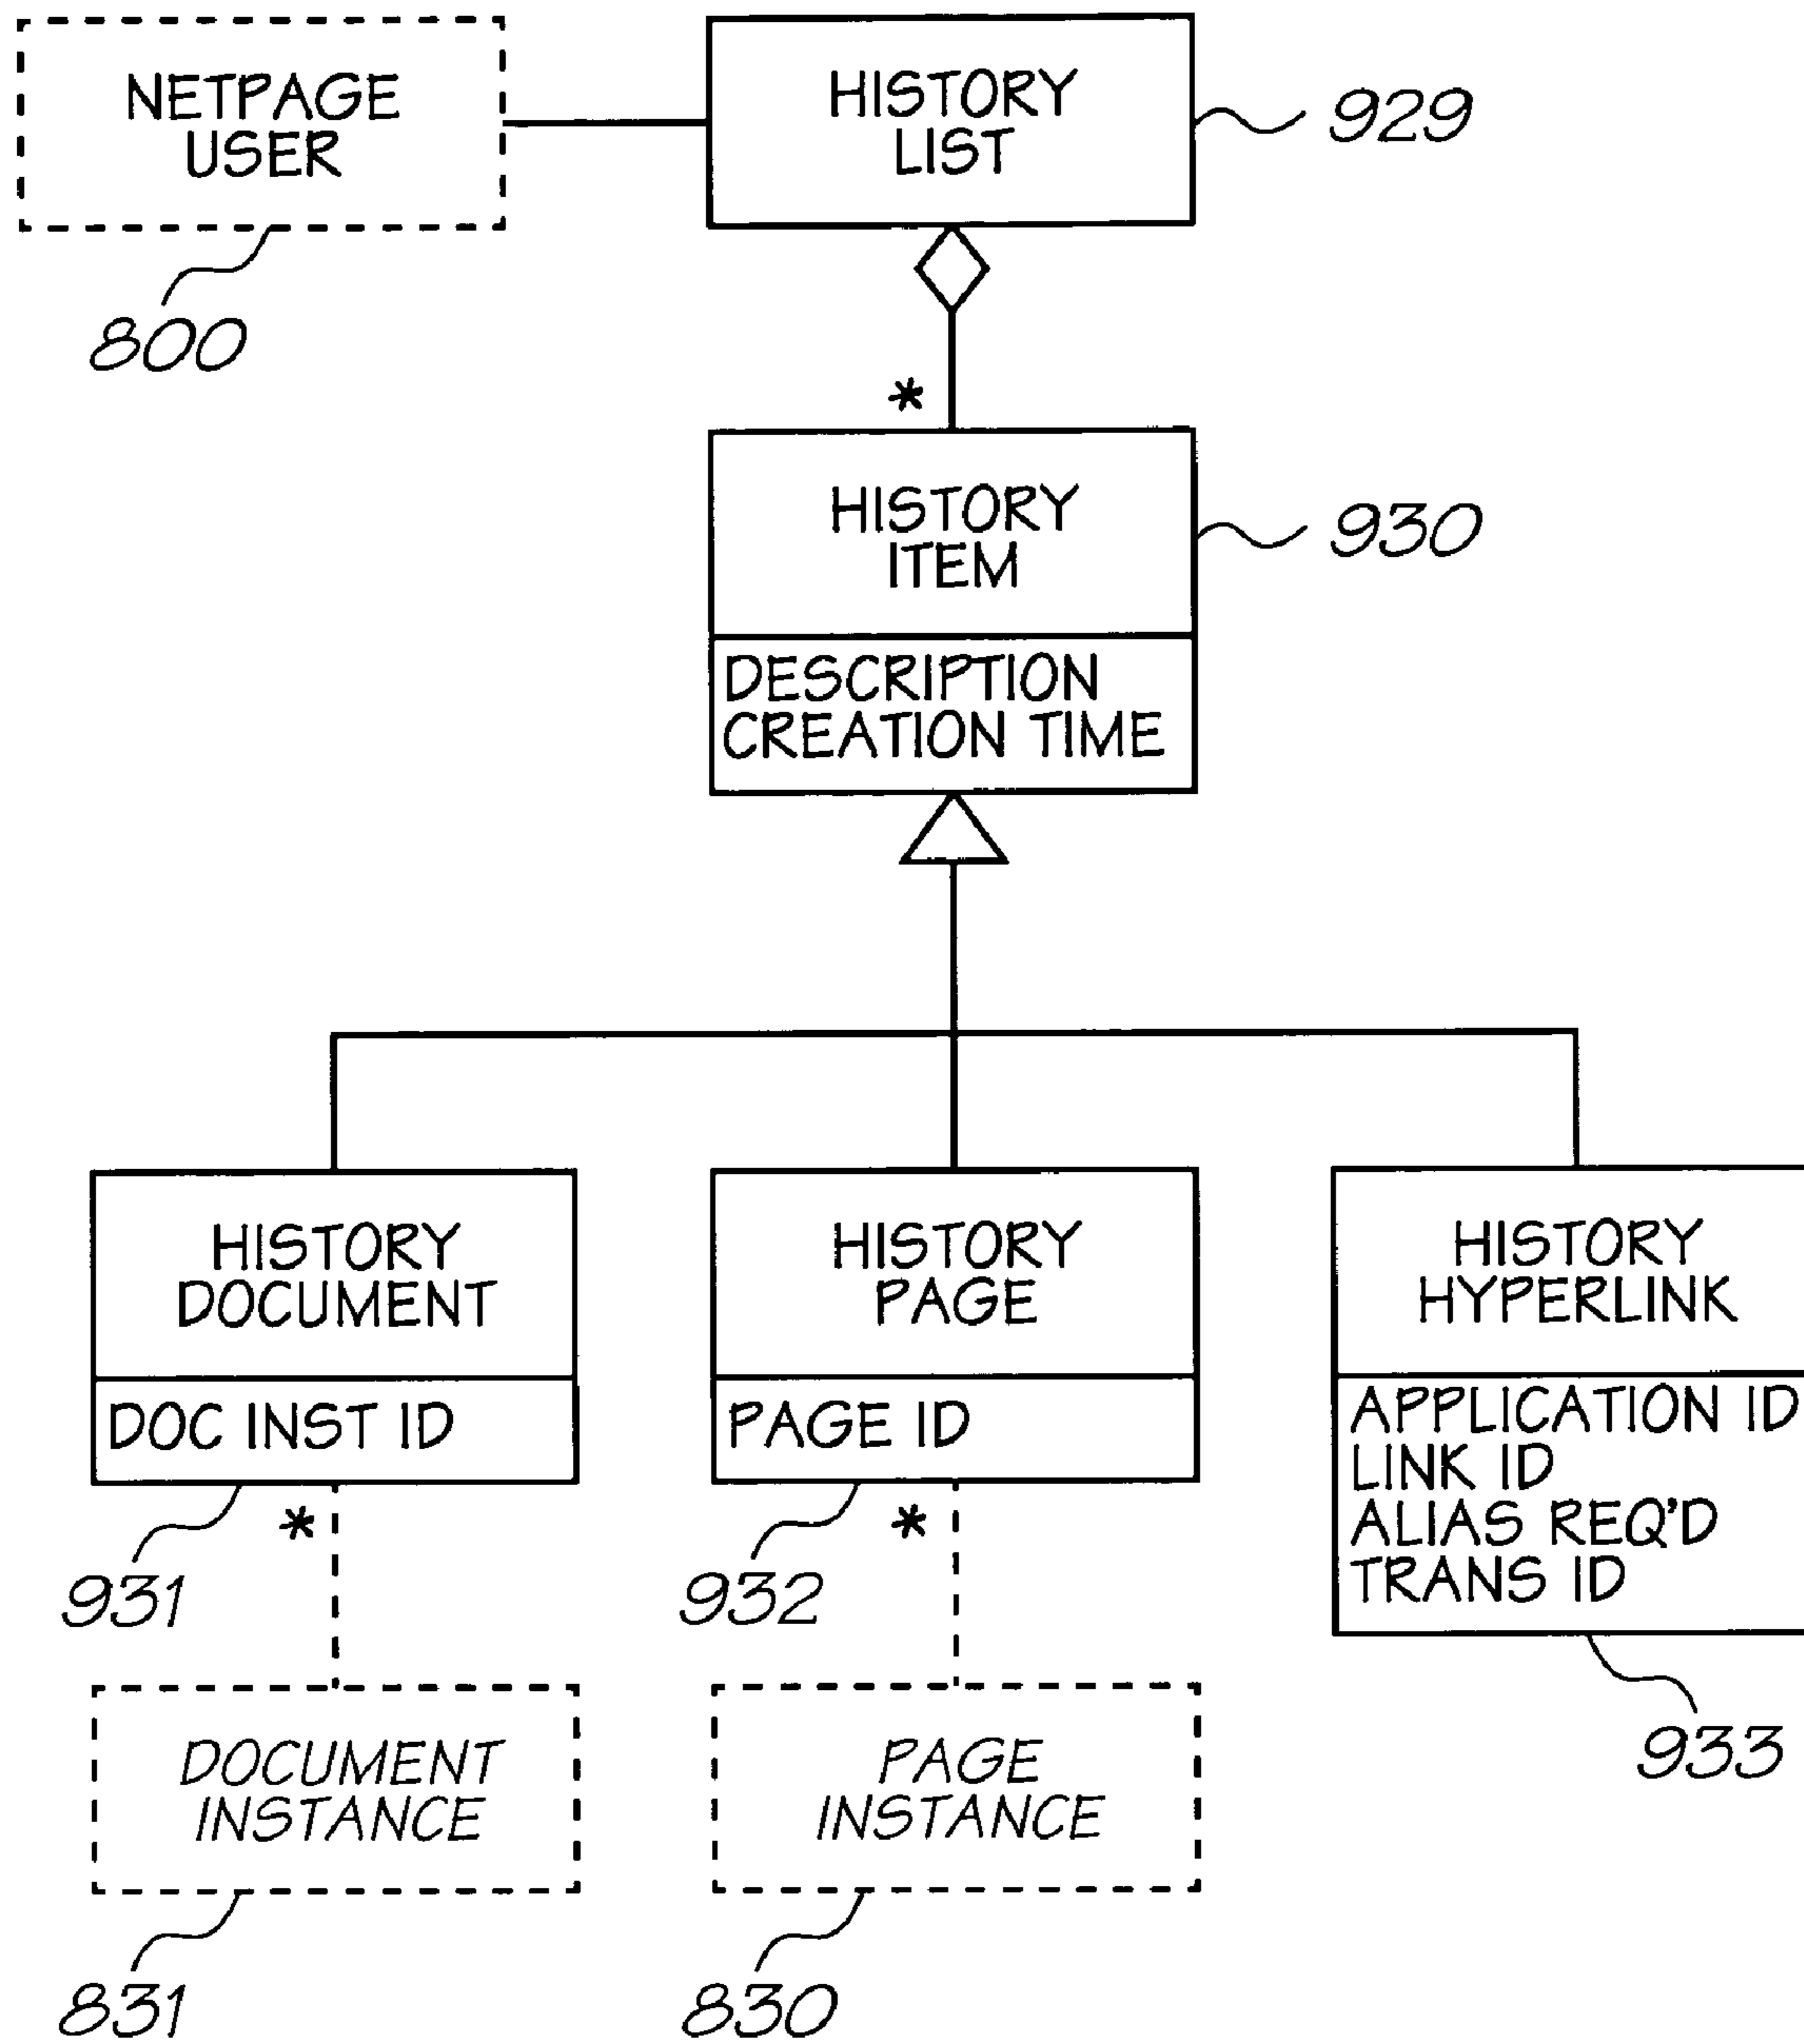 NETPAGE
USER
800
HISTORY
LIST
929
*
HISTORY
ITEM
930
DESCRIPTION
CREATION TIME
HISTORY
DOCUMENT
DOC INST ID
931
*
HISTORY
PAGE
PAGE ID
932
*
HISTORY
HYPERLINK
APPLICATION ID
LINK ID
ALIAS REQ'D
TRANS ID
933
DOCUMENT
INSTANCE
831
PAGE
INSTANCE
830